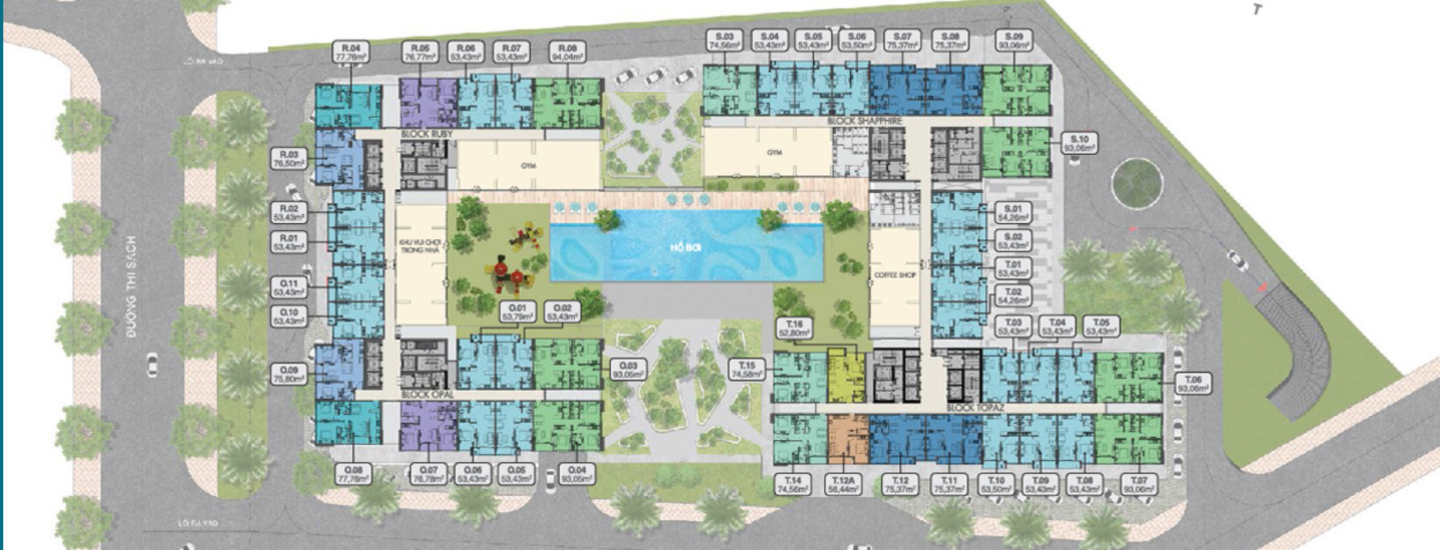 T
R.04
77,76m²
R.05
76,77m²
R.06
53,43m²
R.07
53,43m²
R.08
94,04m²
S.03
74,56m²
S.04
53,43m²
S.05
53,43m²
S.06
53,50m²
S.07
75,37m²
S.08
75,37m²
S.09
93,06m²
LỐI RA VÀO
BLOCK RUBY
BLOCK SHAPPHIRE
R.03
76,50m²
GYM
GYM
S.10
93,06m²
R.02
53,43m²
R.01
53,43m²
O.11
53,43m²
O.10
53,43m²
ĐƯỜNG THI SÁCH
KHU VUI CHƠI
TRONG NHÀ
HỒ BƠI
COFFEE SHOP
S.01
54,26m²
S.02
53,43m²
T.01
53,43m²
T.02
54,26m²
O.01
53,79m²
O.02
53,43m²
T.16
52,80m²
T.03
53,43m²
T.04
53,43m²
T.05
53,43m²
O.09
75,80m²
O.03
93,05m²
T.15
74,58m²
T.06
93,06m²
BLOCK OPAL
BLOCK TOPAZ
O.08
77,76m²
O.07
76,78m²
O.06
53,43m²
O.05
53,43m²
O.04
93,05m²
T.14
74,56m²
T.12A
56,44m²
T.12
75,37m²
T.11
75,37m²
T.10
53,50m²
T.09
53,43m²
T.08
53,43m²
T.07
93,06m²
LỐI RA VÀO